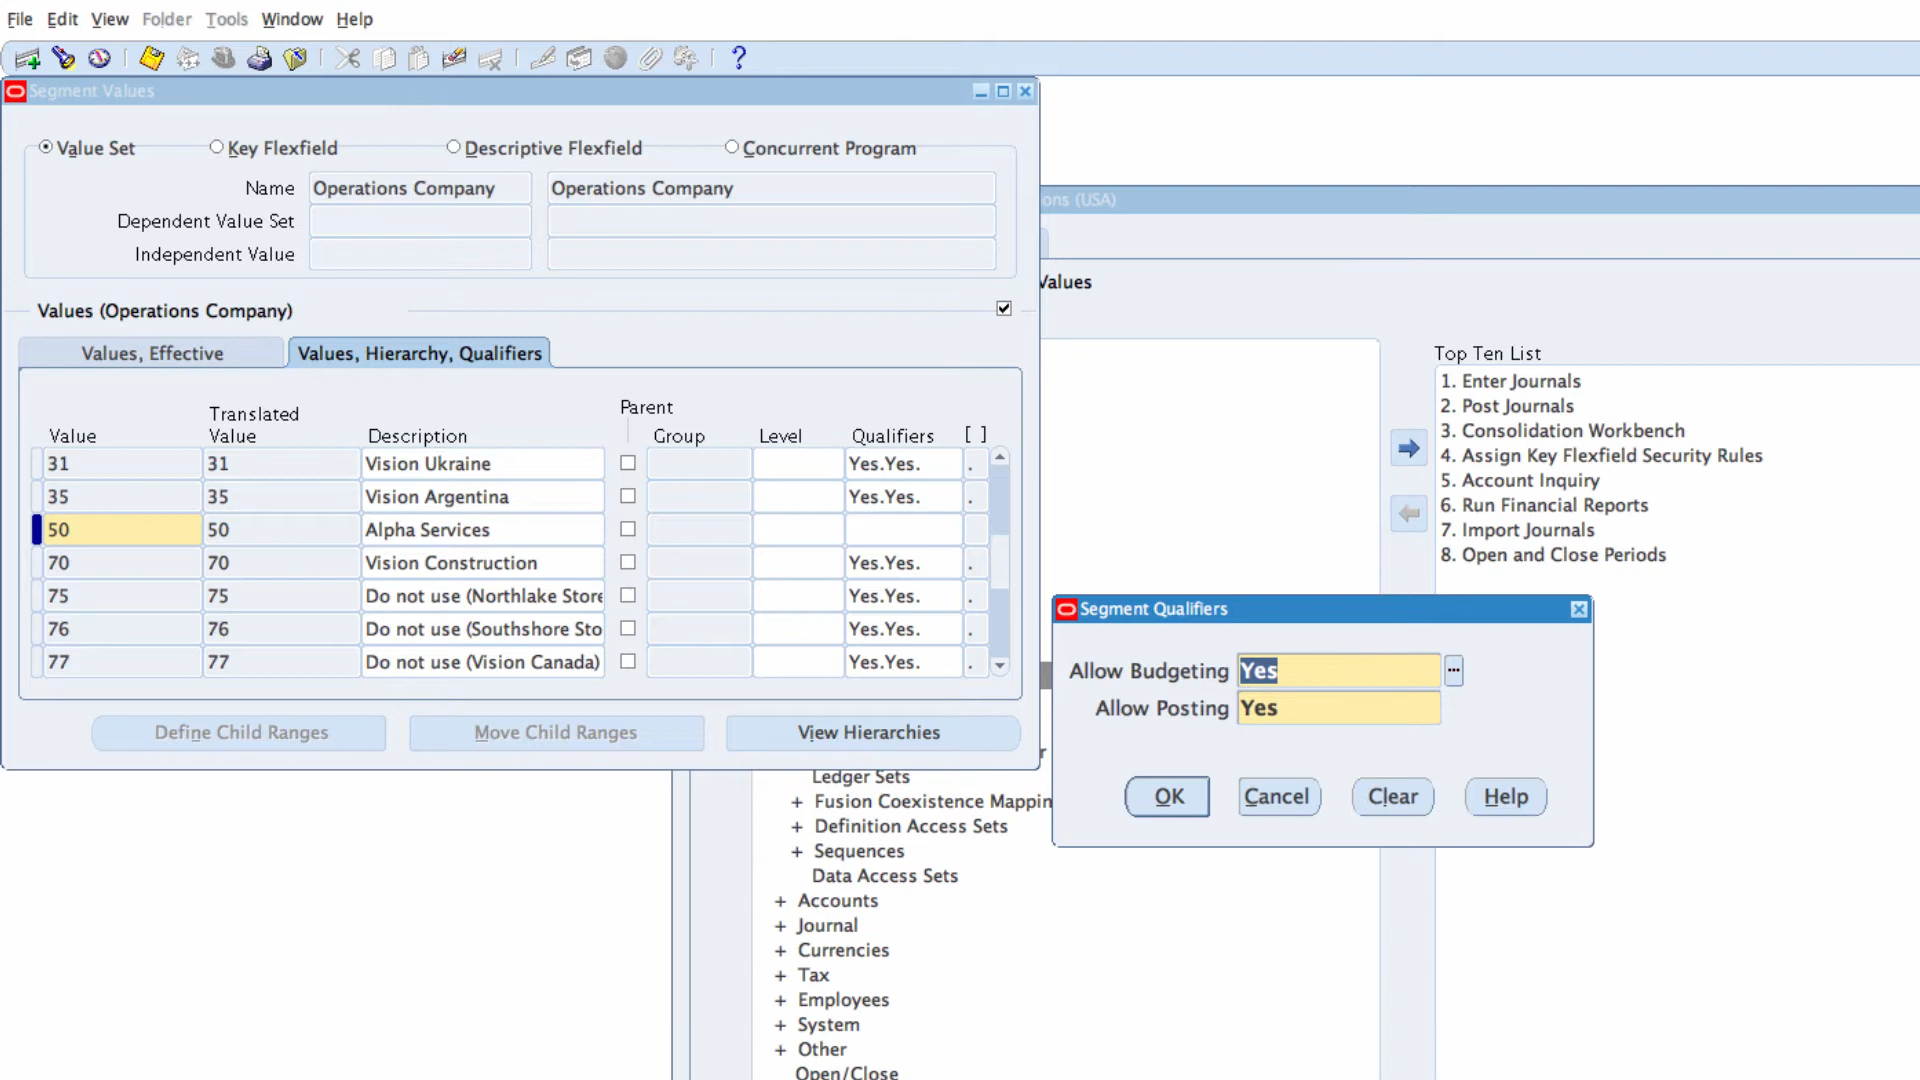 File Edit View Folder Tools Window Help
Segment Values
Value Set Key Flexfield Descriptive Flexfield Concurrent Program
Name Operations Company Operations Company
Dependent Value Set
Independent Value
Values (Operations Company)
Values, Effective Values, Hierarchy, Qualifiers
Parent
Translated
Value Value Description Group Level Qualifiers [ ]
31 31 Vision Ukraine Yes.Yes. .
35 35 Vision Argentina Yes.Yes. .
50 50 Alpha Services
70 70 Vision Construction Yes.Yes. .
75 75 Do not use (Northlake Store Yes.Yes. .
76 76 Do not use (Southshore Sto Yes.Yes. .
77 77 Do not use (Vision Canada) Yes.Yes. .
Define Child Ranges Move Child Ranges View Hierarchies
ons (USA)
Values
Top Ten List
1. Enter Journals
2. Post Journals
3. Consolidation Workbench
4. Assign Key Flexfield Security Rules
5. Account Inquiry
6. Run Financial Reports
7. Import Journals
8. Open and Close Periods
Segment Qualifiers
Allow Budgeting Yes ...
Allow Posting Yes
OK Cancel Clear Help
Ledger Sets
+ Fusion Coexistence Mappin
+ Definition Access Sets
+ Sequences
Data Access Sets
+ Accounts
+ Journal
+ Currencies
+ Tax
+ Employees
+ System
+ Other
Open/Close